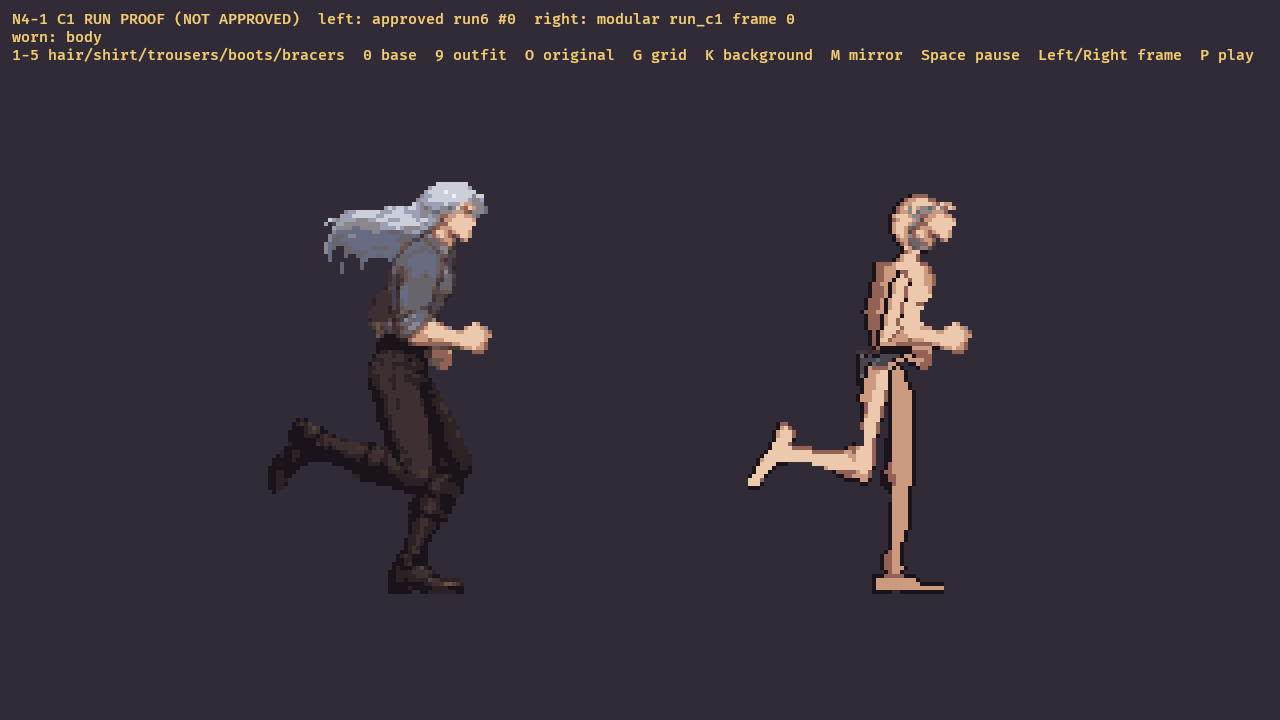 N4-1 C1 RUN PROOF (NOT APPROVED)  left: approved run6 #0  right: modular run_c1 frame 0
worn: body
1-5 hair/shirt/trousers/boots/bracers  0 base  9 outfit  O original  G grid  K background  M mirror  Space pause  Left/Right frame  P play